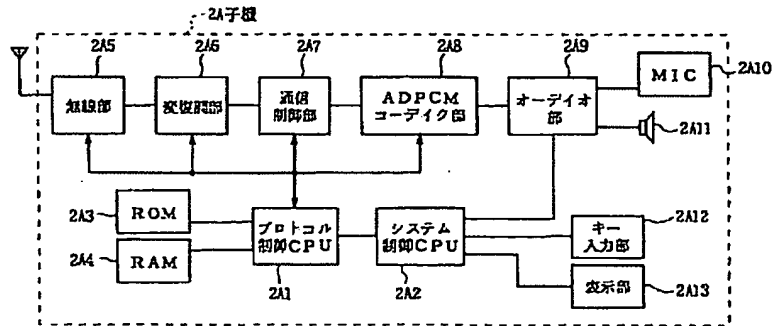 2A子機
2A5
2A6
2A7
2A8
2A9
無線部
変復調部
通信
制御部
ADPCM
コーデイク部
オーデイオ
部
MIC
2A10
2A11
2A3
ROM
2A4
RAM
プロトコル
制御CPU
2A1
システム
制御CPU
2A2
キー
入力部
2A12
表示部
2A13